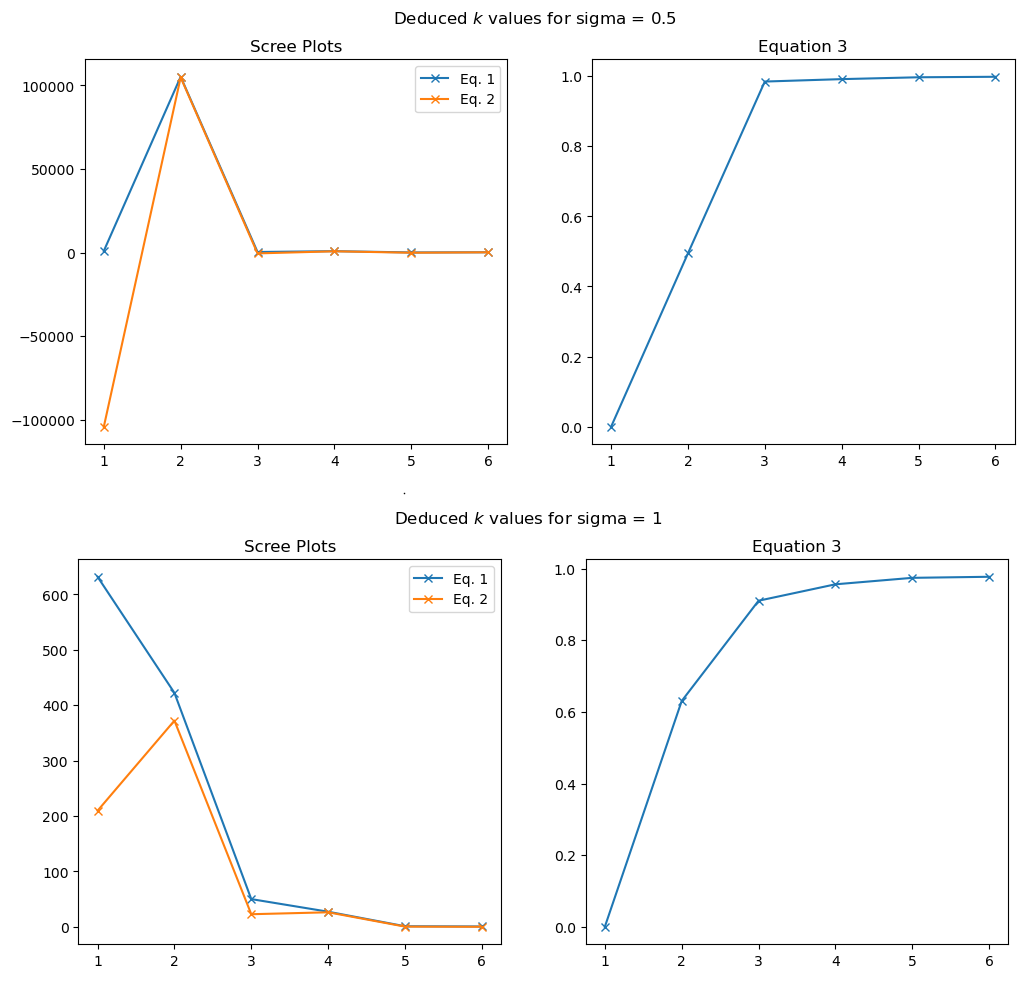 Deduced k values for sigma = 0.5
Scree Plots
Eq. 1
Eq. 2
100000
50000
0
−50000
−100000
1 2 3 4 5 6
Equation 3
1.0
0.8
0.6
0.4
0.2
0.0
1 2 3 4 5 6
.
Deduced k values for sigma = 1
Scree Plots
Eq. 1
Eq. 2
600
500
400
300
200
100
0
1 2 3 4 5 6
Equation 3
1.0
0.8
0.6
0.4
0.2
0.0
1 2 3 4 5 6